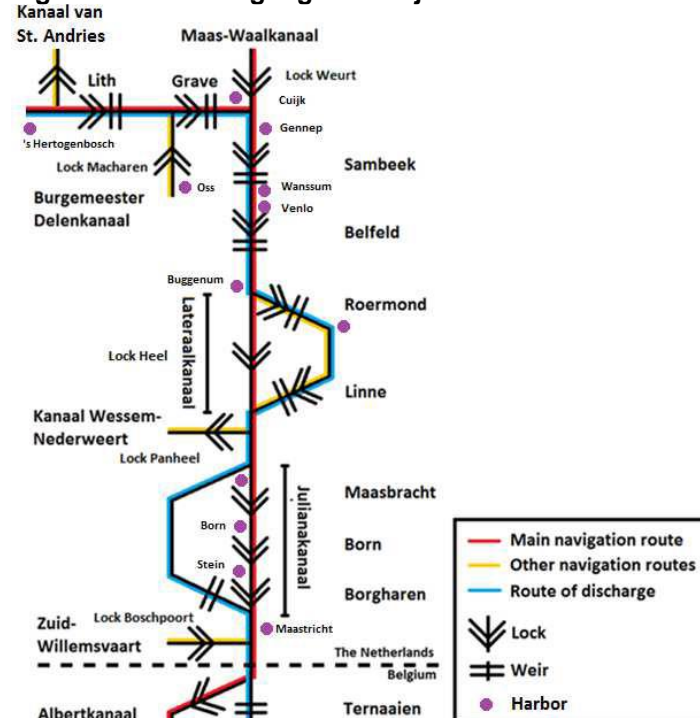 Kanaal van
St. Andries
Maas-Waalkanaal
Lith
Grave
Lock Weurt
Cuijk
Gennep
's Hertogenbosch
Lock Macharen
Oss
Burgemeester
Delenkanaal
Sambeek
Wanssum
Venlo
Belfeld
Buggenum
Lateraalkanaal
Roermond
Lock Heel
Linne
Kanaal Wessem-
Nederweert
Lock Panheel
Julianakanaal
Maasbracht
Born
Born
Stein
Borgharen
Zuid-
Willemsvaart
Lock Boschpoort
Maastricht
The Netherlands
Belgium
Albertkanaal
Ternaaien
Main navigation route
Other navigation routes
Route of discharge
Lock
Weir
Harbor